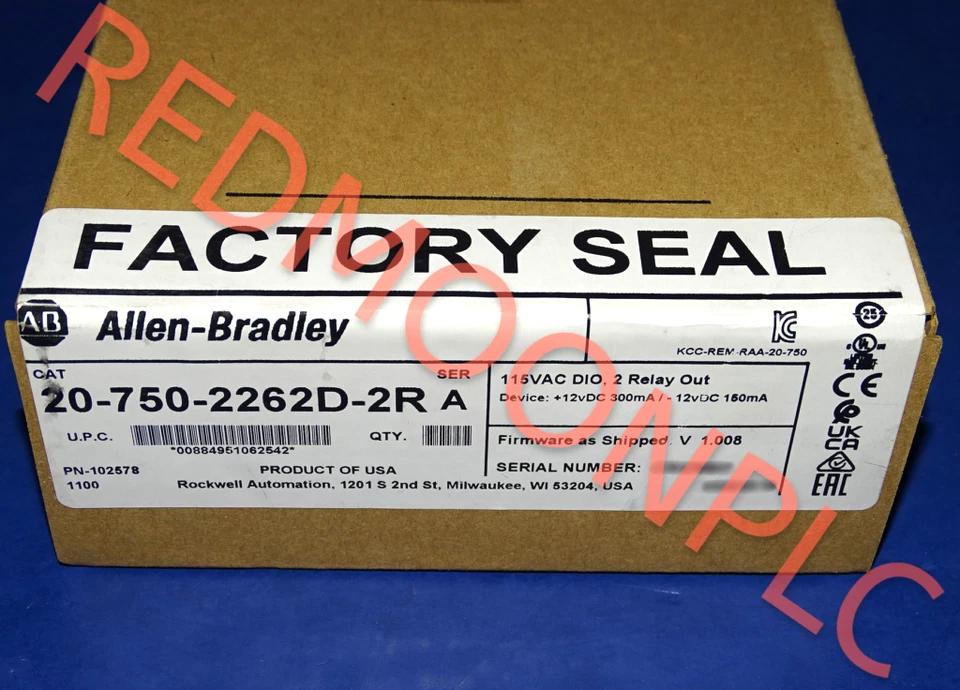 REDMOONPLC
FACTORY SEAL
AB Allen-Bradley
KCC-REM-RAA-20-750
25
UL
CE
UK CA
EAC
CAT SER
20-750-2262D-2R A
U.P.C. QTY.
*00884951062542*
PN-102578 PRODUCT OF USA
1100 Rockwell Automation, 1201 S 2nd St, Milwaukee, WI 53204, USA
115VAC DIO, 2 Relay Out
Device: +12vDC 300mA / - 12vDC 150mA
Firmware as Shipped, V 1.008
SERIAL NUMBER: